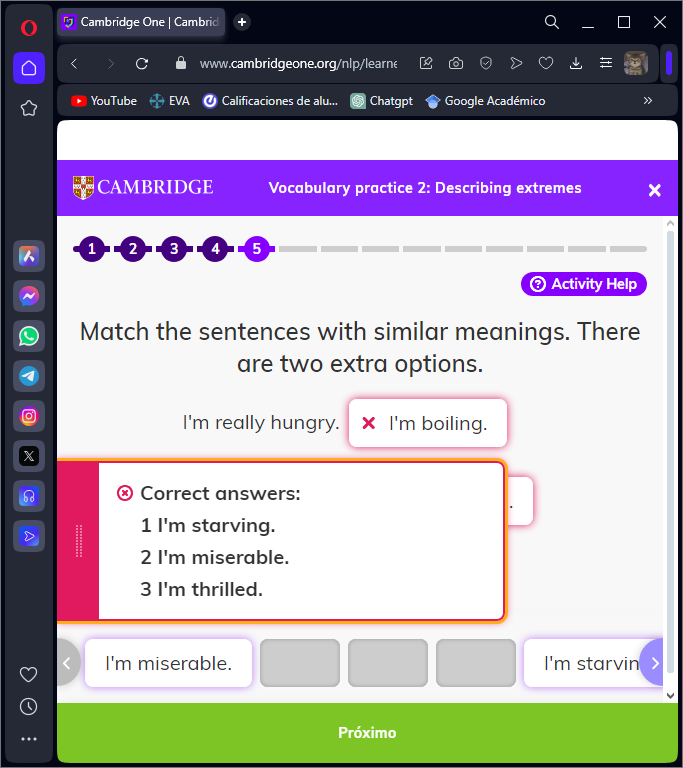 Cambridge One | Cambrid
www.cambridgeone.org/nlp/learne
YouTube
EVA
Calificaciones de alu...
Chatgpt
Google Académico
CAMBRIDGE
Vocabulary practice 2: Describing extremes
1 2 3 4 5
Activity Help
Match the sentences with similar meanings. There
are two extra options.
I'm really hungry.
I'm boiling.
.
Correct answers:
1 I'm starving.
2 I'm miserable.
3 I'm thrilled.
I'm miserable.
I'm starvin
Próximo